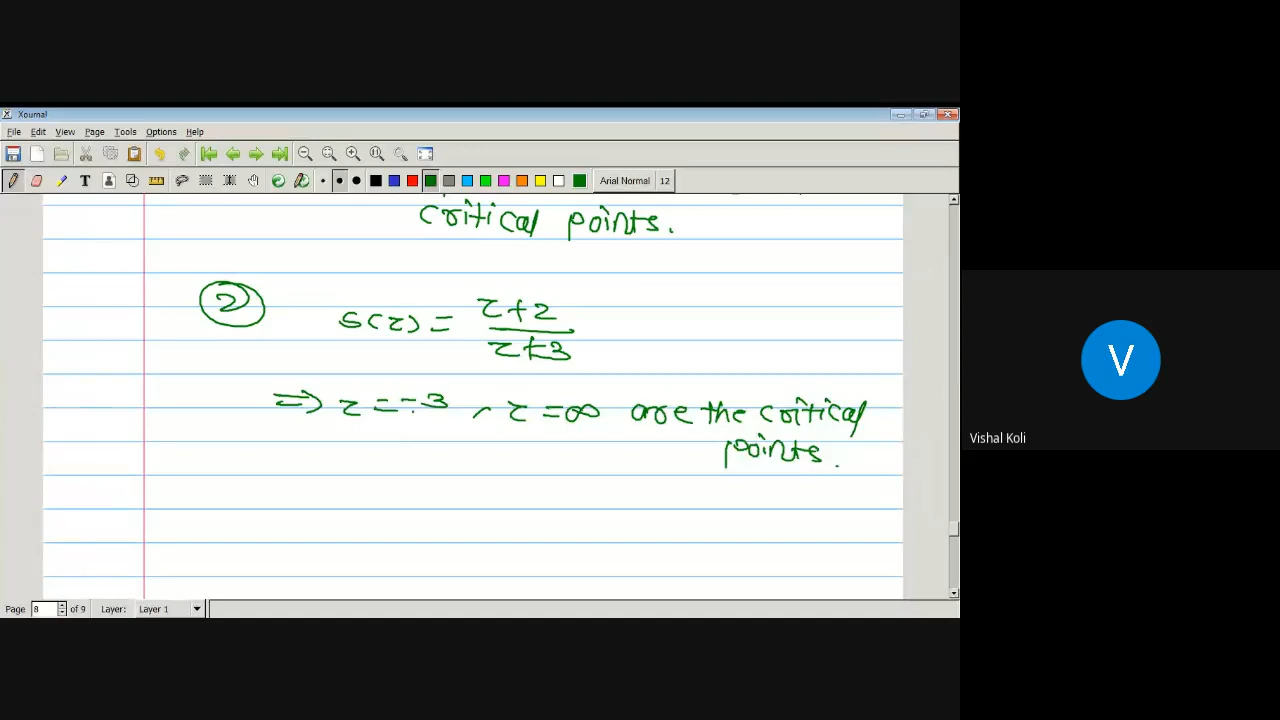 Xournal
File Edit View Page Tools Options Help
Arial Normal 12
critical points.
2
S(z) = z+2
z+3
⇒ z = -3 , z = ∞ are the critical
points.
V
Vishal Koli
Page 8 of 9 Layer: Layer 1